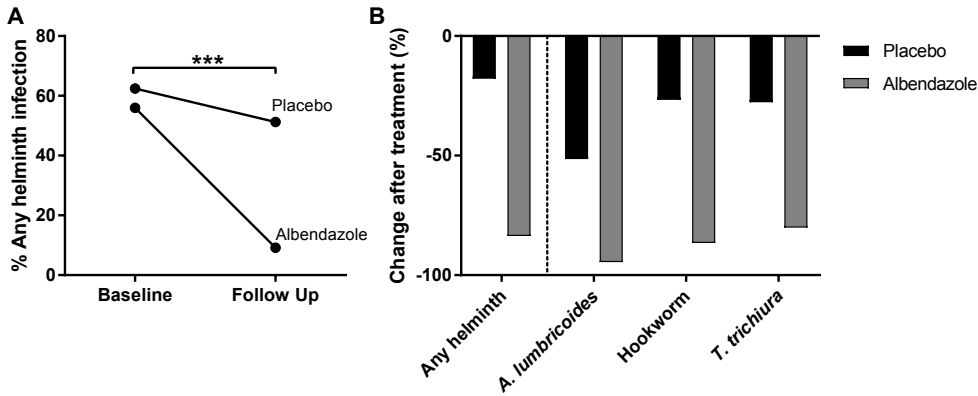 A
% Any helminth infection
80
60
40
20
0
***
Placebo
Albendazole
Baseline
Follow Up
B
Change after treatment (%)
0
-50
-100
Any helminth
A. lumbricoides
Hookworm
T. trichiura
Placebo
Albendazole